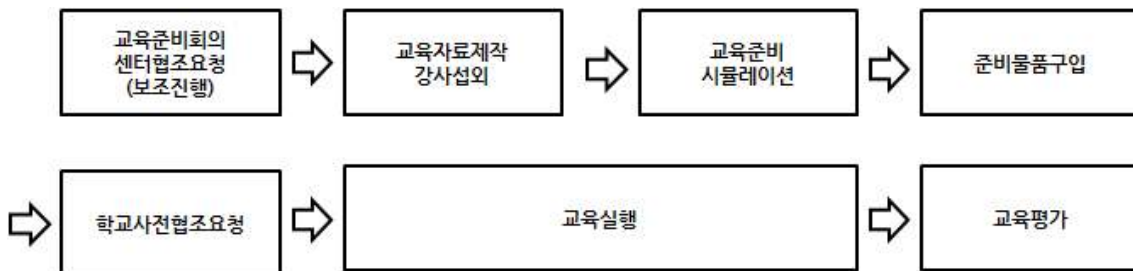 교육준비회의
센터협조요청
(보조진행)
교육자료제작
강사섭외
교육준비
시뮬레이션
준비물품구입
학교사전협조요청
교육실행
교육평가